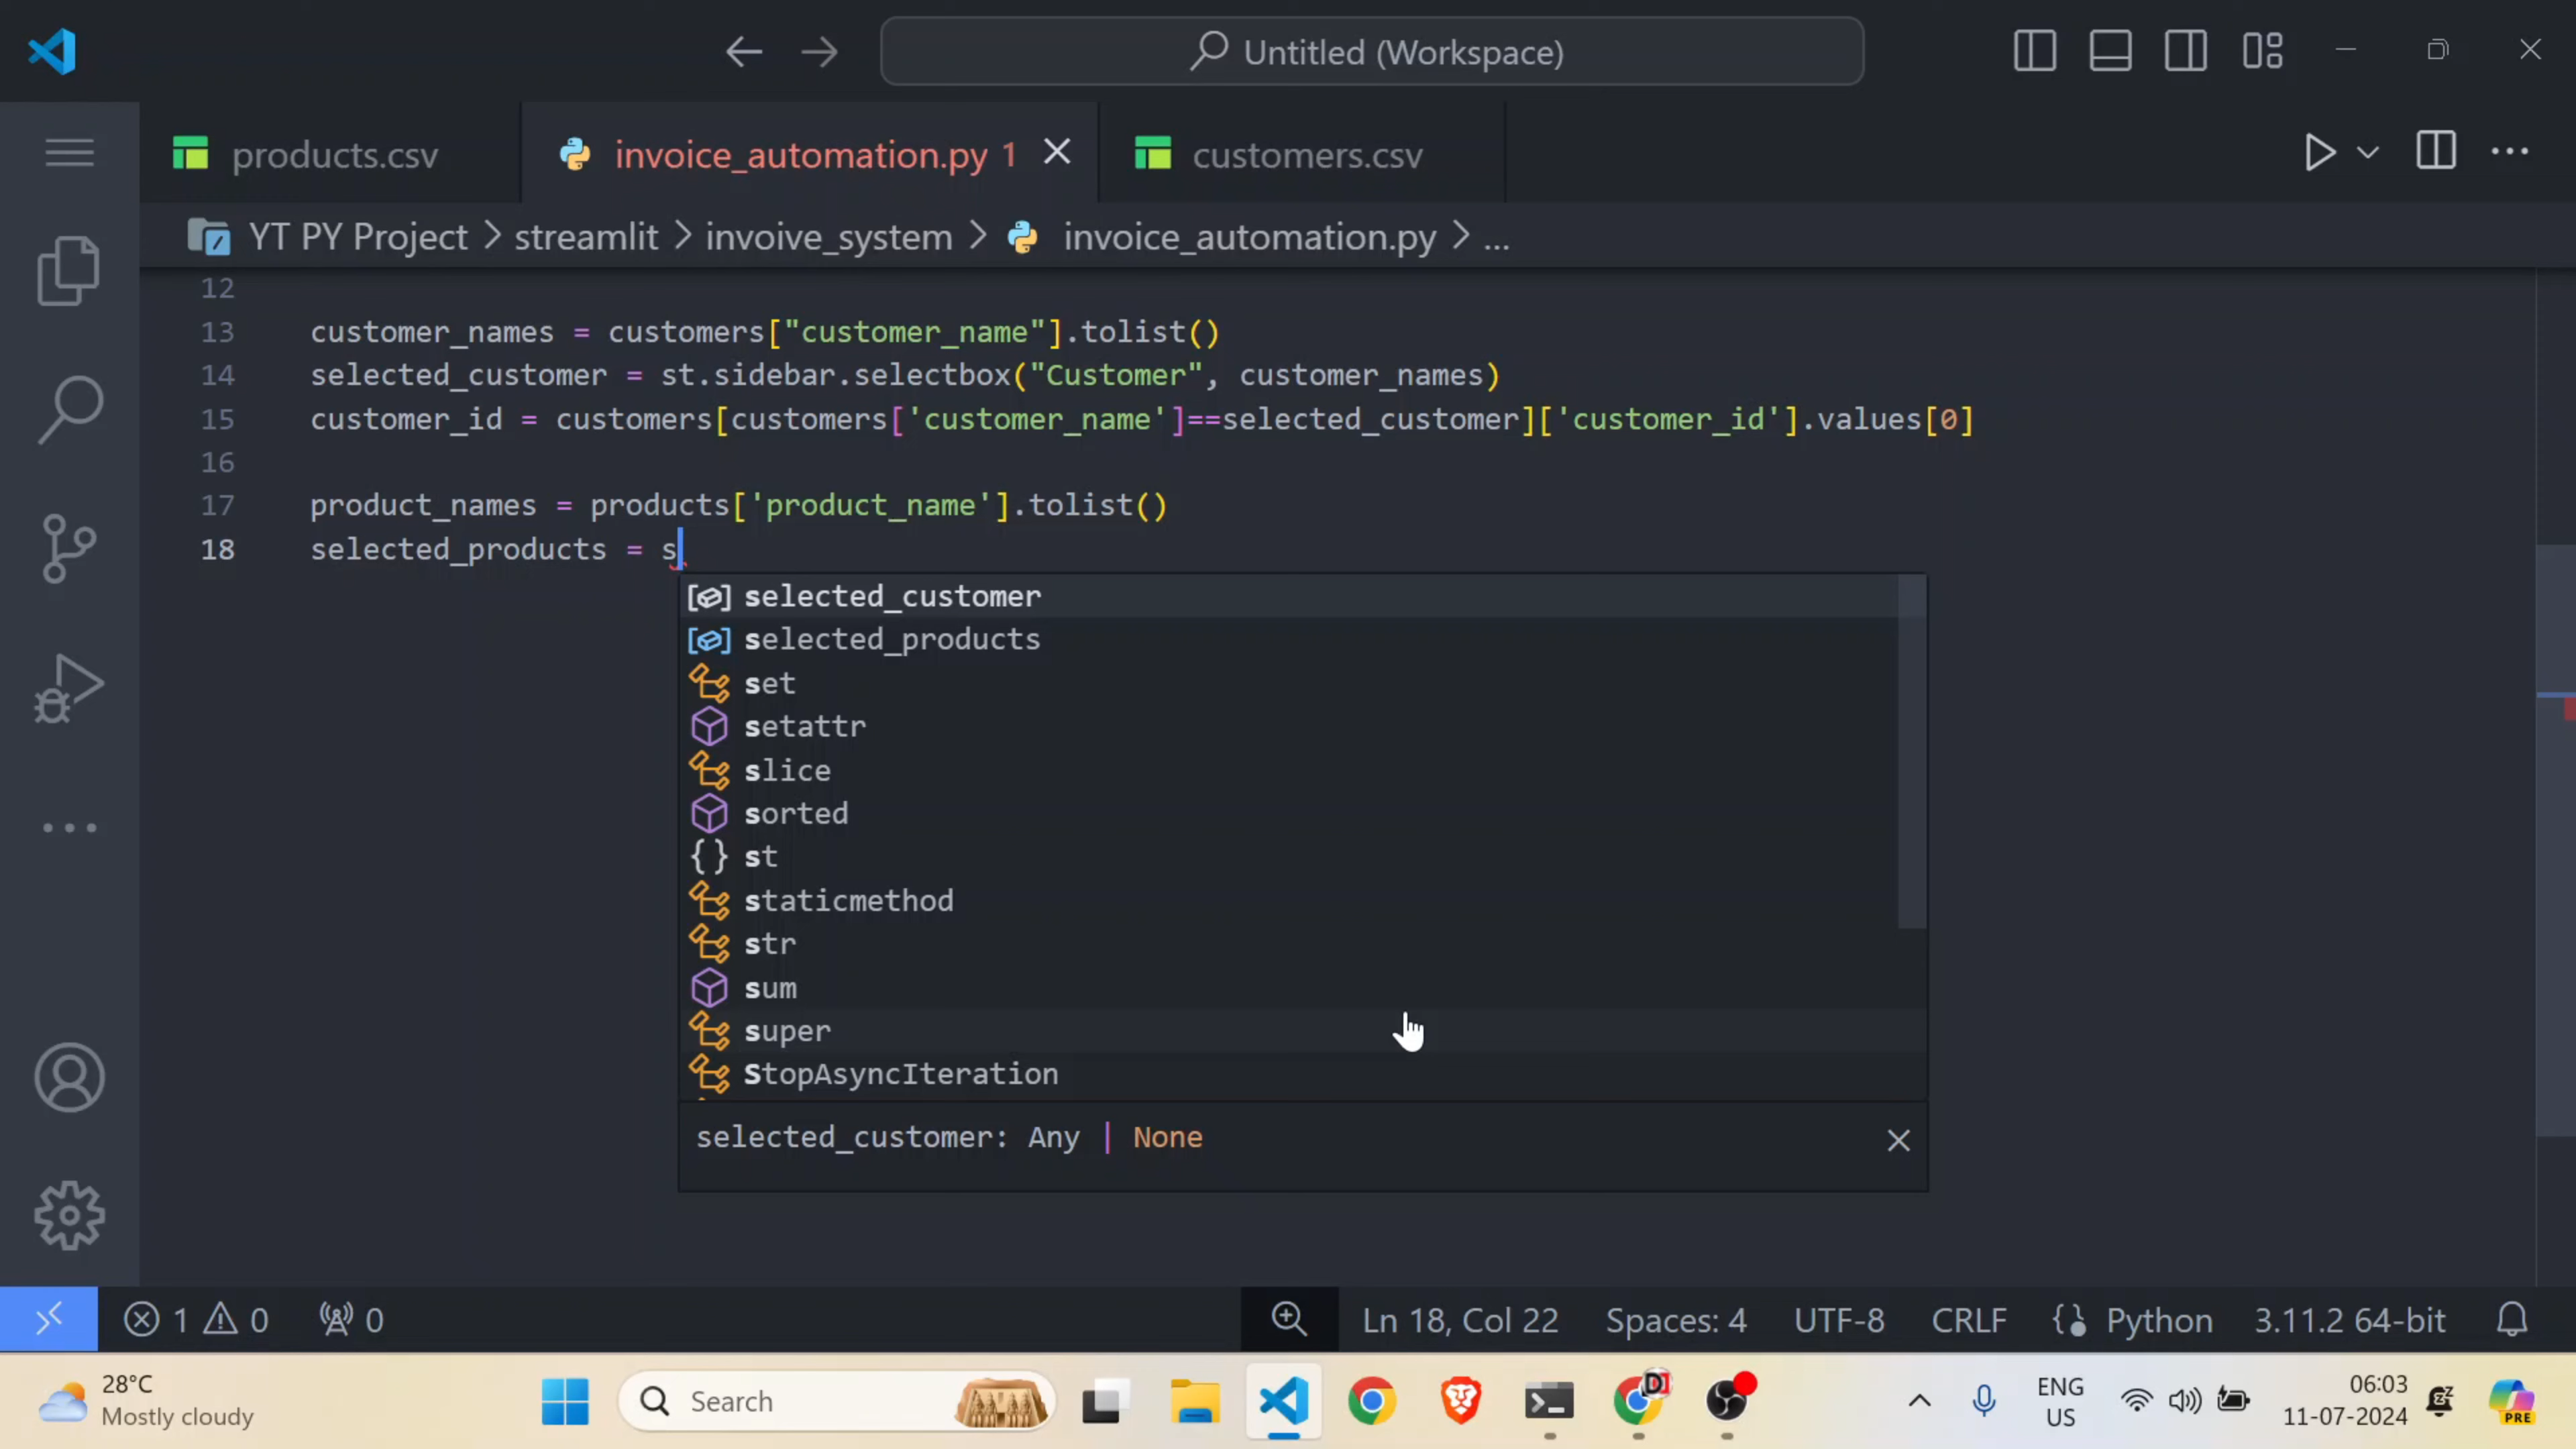 Untitled (Workspace)
products.csv
invoice_automation.py 1
customers.csv
YT PY Project > streamlit > invoive_system > invoice_automation.py > ...
12
13 customer_names = customers["customer_name"].tolist()
14 selected_customer = st.sidebar.selectbox("Customer", customer_names)
15 customer_id = customers[customers['customer_name']==selected_customer]['customer_id'].values[0]
16
17 product_names = products['product_name'].tolist()
18 selected_products = s
selected_customer
selected_products
set
setattr
slice
sorted
st
staticmethod
str
sum
super
StopAsyncIteration
selected_customer: Any | None
1 0 0 Ln 18, Col 22 Spaces: 4 UTF-8 CRLF Python 3.11.2 64-bit
28°C
Mostly cloudy
Search
ENG
US
06:03
11-07-2024
PRE